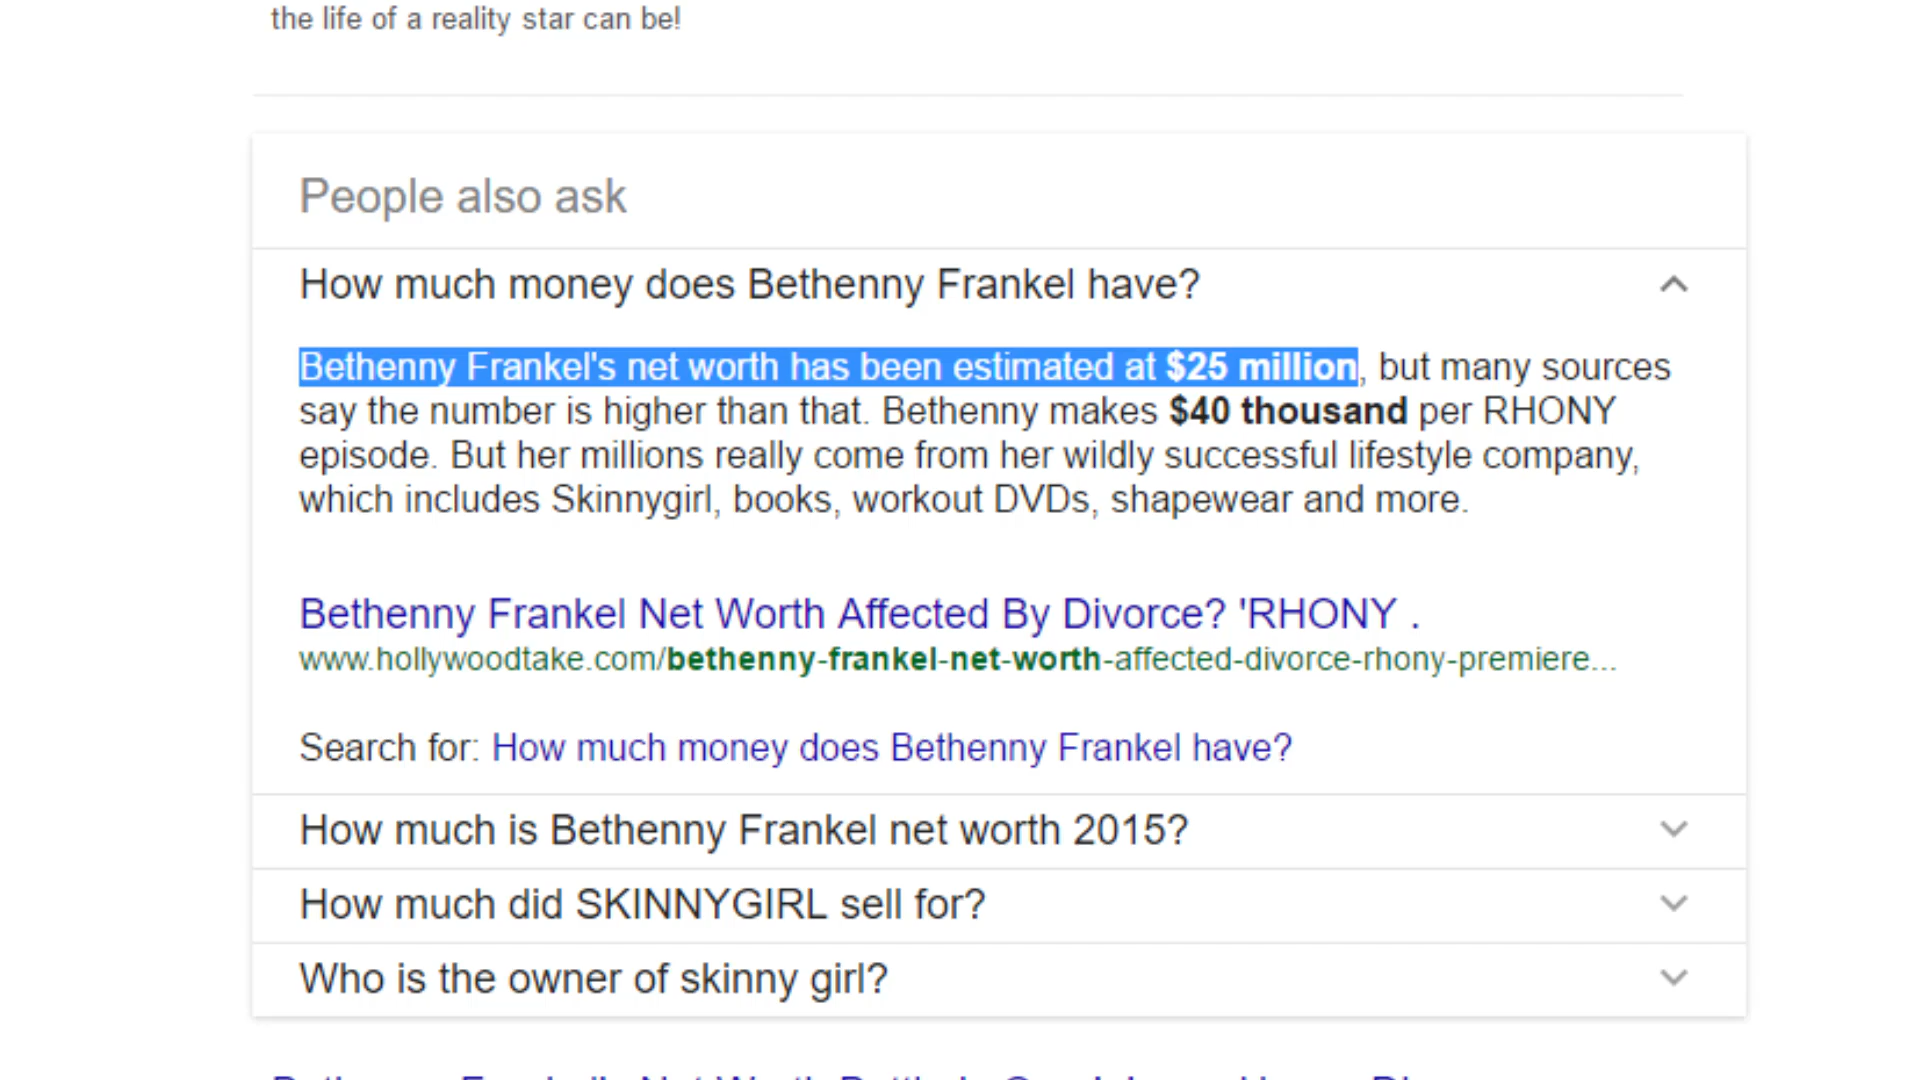 the life of a reality star can be!
People also ask
How much money does Bethenny Frankel have?
Bethenny Frankel's net worth has been estimated at $25 million, but many sources
say the number is higher than that. Bethenny makes $40 thousand per RHONY
episode. But her millions really come from her wildly successful lifestyle company,
which includes Skinnygirl, books, workout DVDs, shapewear and more.
Bethenny Frankel Net Worth Affected By Divorce? 'RHONY .
www.hollywoodtake.com/bethenny-frankel-net-worth-affected-divorce-rhony-premiere...
Search for: How much money does Bethenny Frankel have?
How much is Bethenny Frankel net worth 2015?
How much did SKINNYGIRL sell for?
Who is the owner of skinny girl?